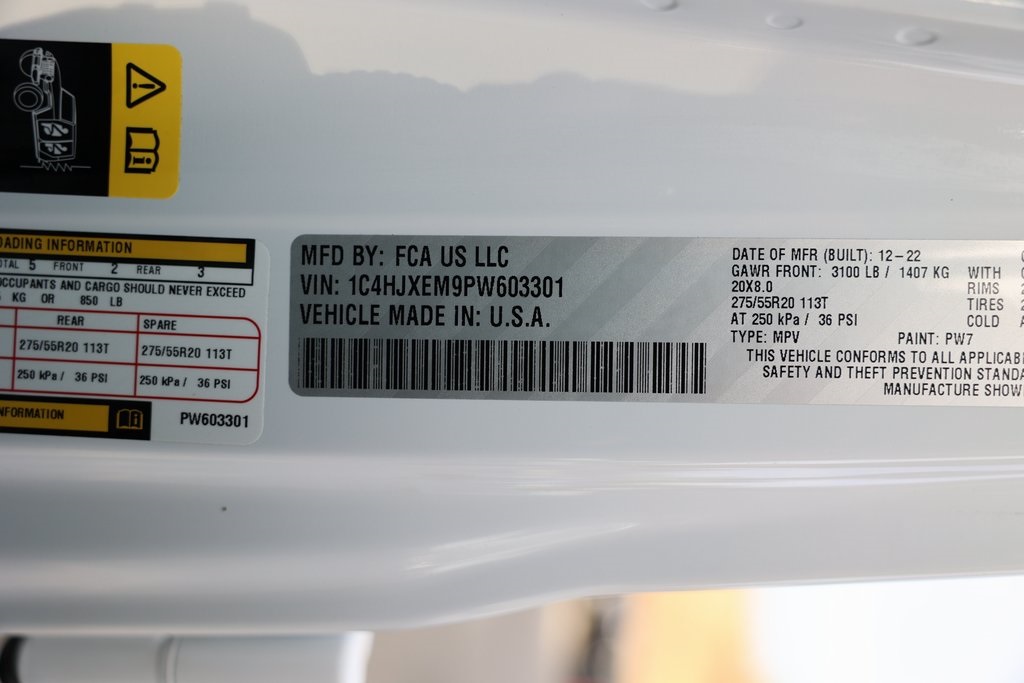 OADING INFORMATION
OTAL 5 FRONT 2 REAR 3
OCCUPANTS AND CARGO SHOULD NEVER EXCEED
KG OR 850 LB
REAR SPARE
275/55R20 113T 275/55R20 113T
250 kPa / 36 PSI 250 kPa / 36 PSI
NFORMATION
PW603301
MFD BY: FCA US LLC
VIN: 1C4HJXEM9PW603301
VEHICLE MADE IN: U.S.A.
DATE OF MFR (BUILT): 12-22
GAWR FRONT: 3100 LB / 1407 KG WITH
20X8.0 RIMS
275/55R20 113T TIRES
AT 250 kPa / 36 PSI COLD
TYPE: MPV PAINT: PW7
THIS VEHICLE CONFORMS TO ALL APPLICAB
SAFETY AND THEFT PREVENTION STANDA
MANUFACTURE SHOW